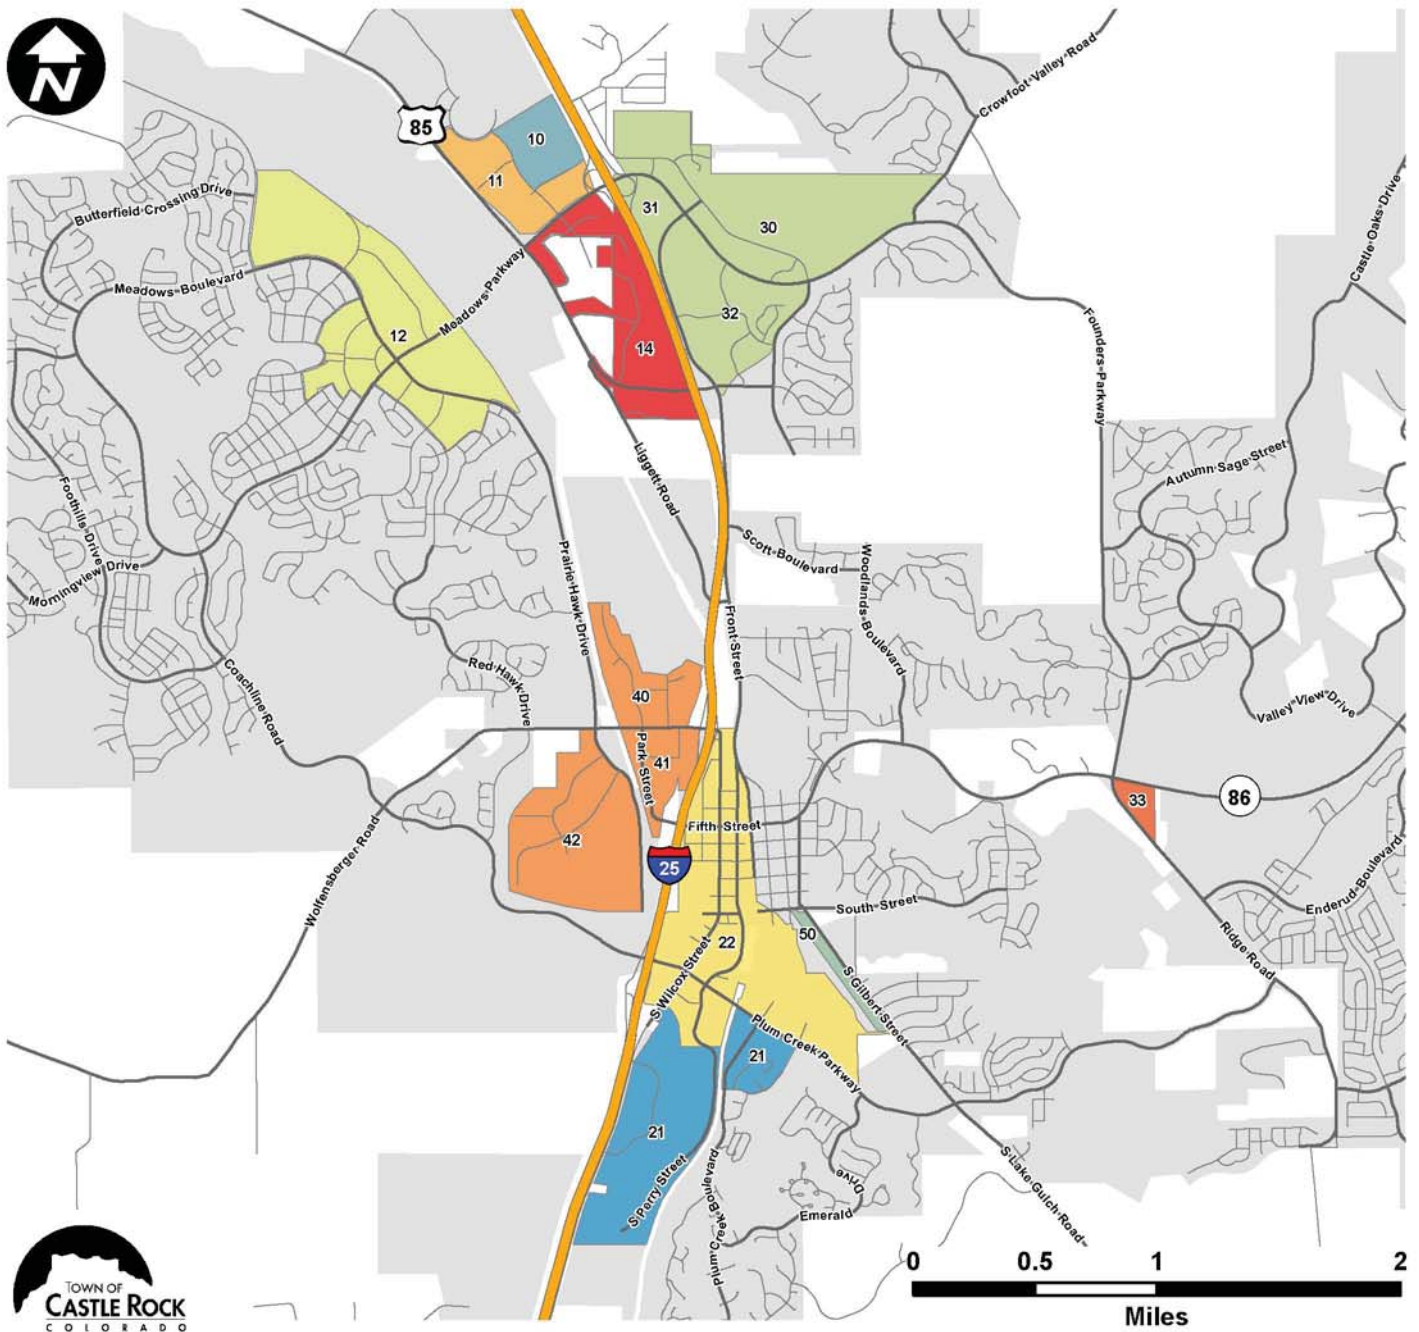 N
85
10
11
31
30
32
14
12
Crowfoot Valley Road
Castle Oaks Drive
Butterfield Crossing Drive
Meadows Boulevard
Meadows Parkway
Founders Parkway
Liggett Road
Autumn Sage Street
Foothills Drive
Morningview Drive
Prairie Hawk Drive
Scott Boulevard
Woodlands Boulevard
Front Street
Red Hawk Drive
Coachline Road
Valley View Drive
40
Park Street
41
42
Fifth Street
33
86
25
Wolfensberger Road
South Street
Enderud Boulevard
Ridge Road
50
22
S Wilcox Street
S Gilbert Street
Plum Creek Parkway
21
21
S Perry Street
Plum Creek Boulevard
Emerald
Drive
S Lake Gulch Road
0 0.5 1 2
Miles
TOWN OF
CASTLE ROCK
COLORADO